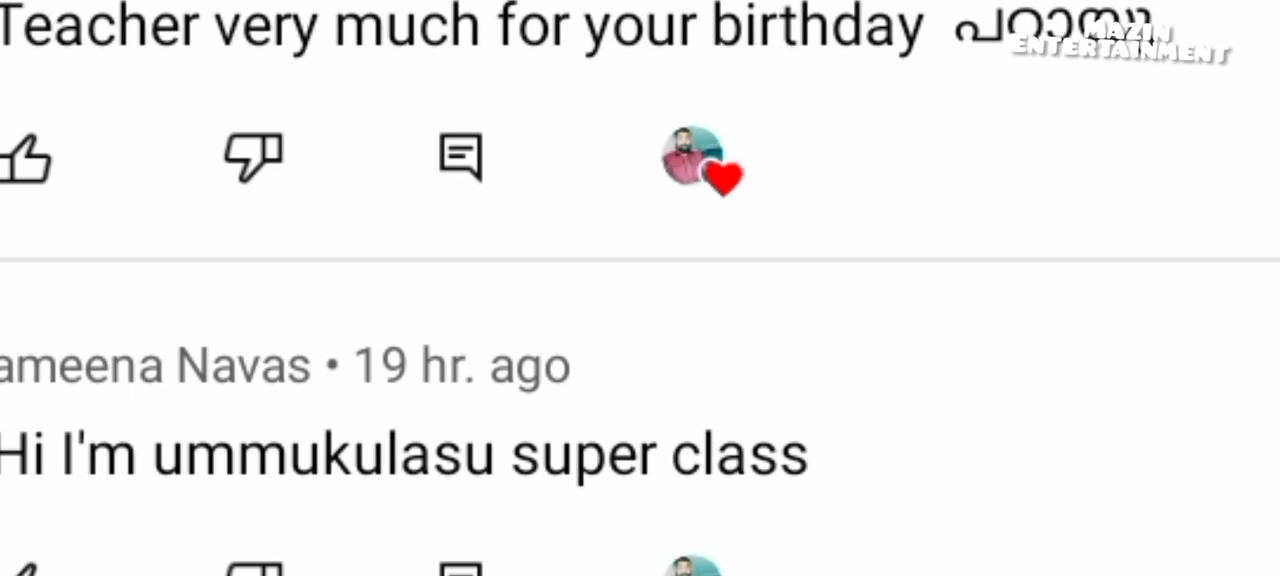 Teacher very much for your birthday
MAZIN
ENTERTAINMENT
ameena Navas • 19 hr. ago
Hi I'm ummukulasu super class